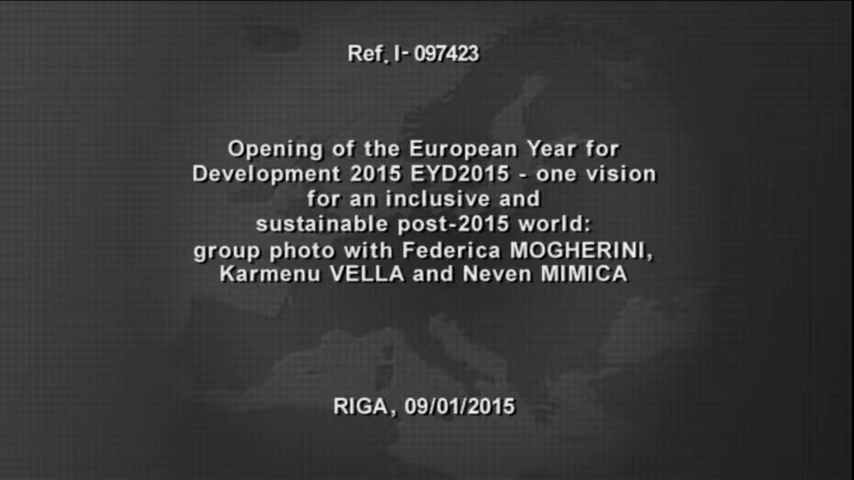 Ref. I- 097423
Opening of the European Year for
Development 2015 EYD2015 - one vision
for an inclusive and
sustainable post-2015 world:
group photo with Federica MOGHERINI,
Karmenu VELLA and Neven MIMICA
RIGA, 09/01/2015